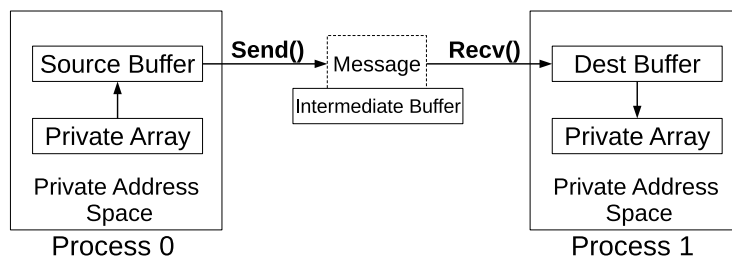 Source Buffer
Private Array
Private Address
Space
Process 0
Send()
Message
Intermediate Buffer
Recv()
Dest Buffer
Private Array
Private Address
Space
Process 1